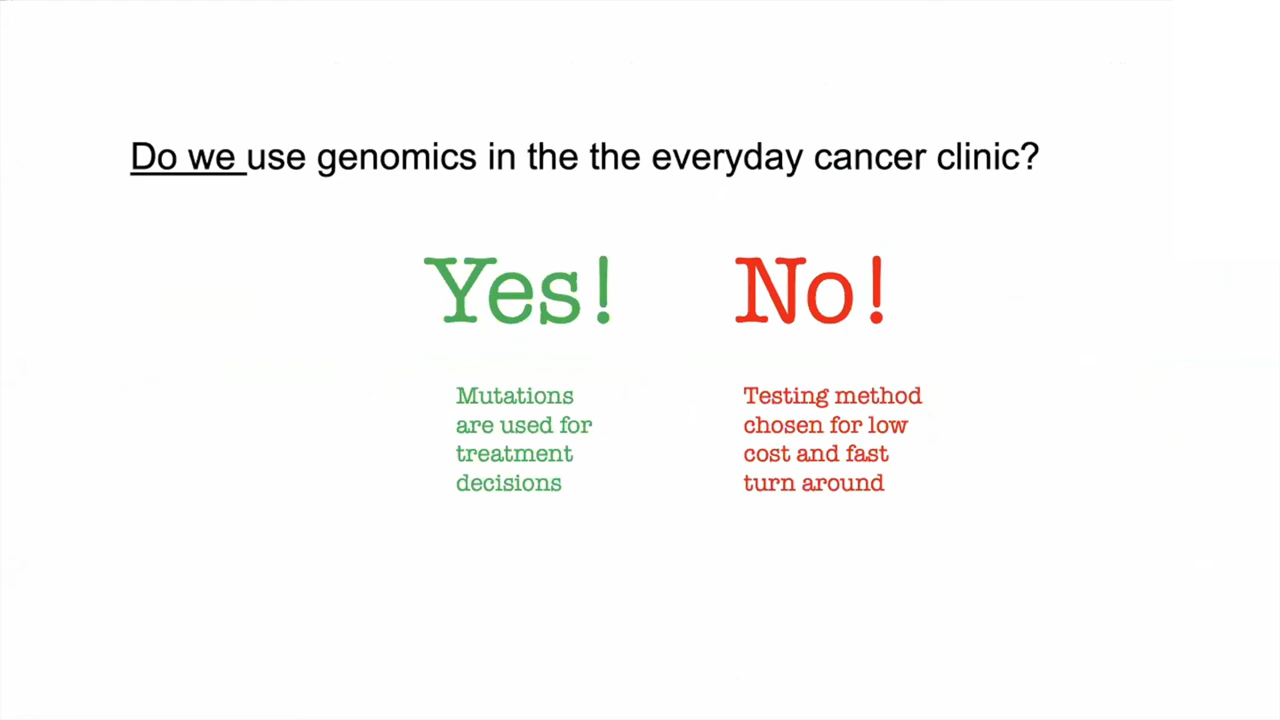 Do we use genomics in the the everyday cancer clinic?
Yes!
No!
Mutations
are used for
treatment
decisions
Testing method
chosen for low
cost and fast
turn around